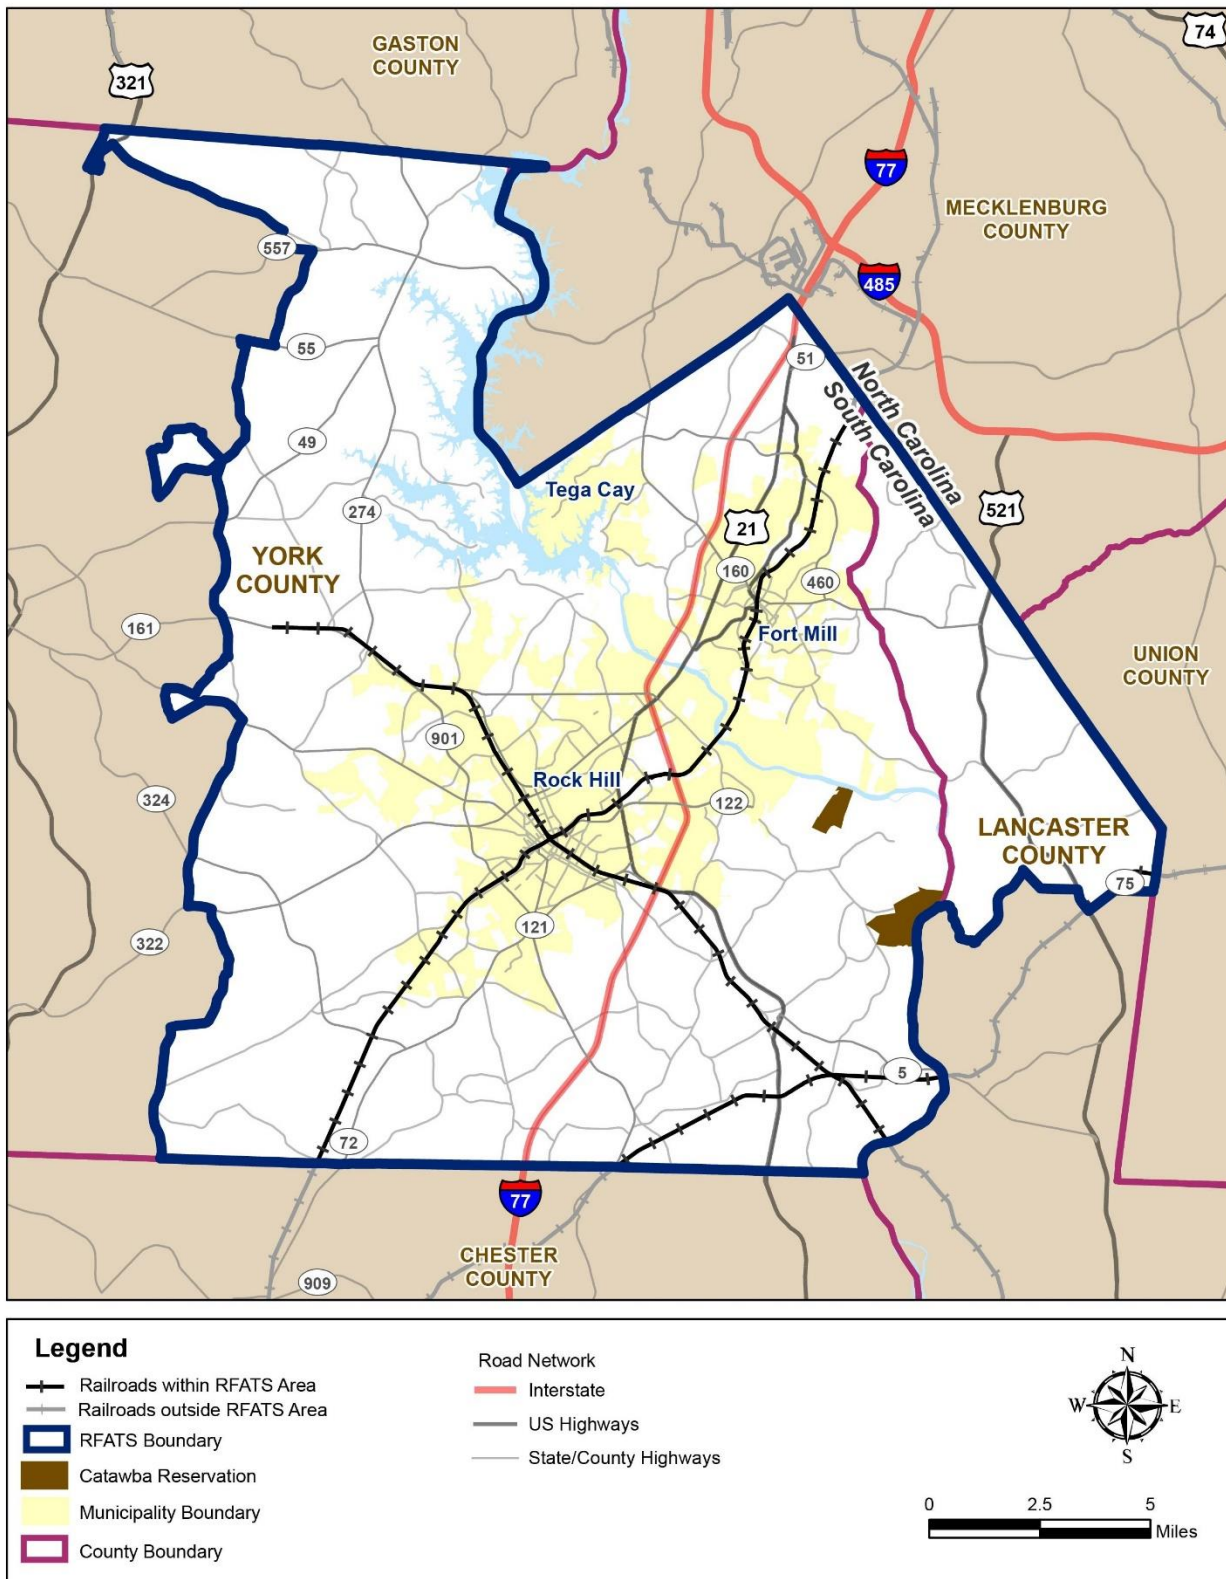 GASTON
COUNTY
74
321
77
MECKLENBURG
COUNTY
557
485
55
51
North Carolina
South Carolina
49
Tega Cay
274
521
21
YORK
COUNTY
160
460
161
Fort Mill
UNION
COUNTY
901
Rock Hill
324
122
LANCASTER
COUNTY
75
121
322
5
72
77
CHESTER
COUNTY
909
Legend
Railroads within RFATS Area
Railroads outside RFATS Area
RFATS Boundary
Catawba Reservation
Municipality Boundary
County Boundary
Road Network
Interstate
US Highways
State/County Highways
N
W
E
S
0
2.5
5
Miles